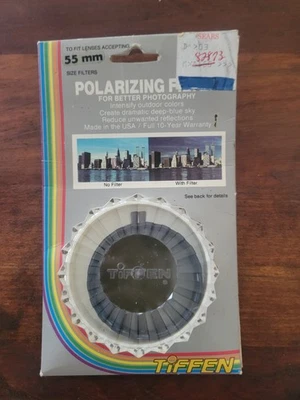 TO FIT LENSES ACCEPTING
55 mm
SIZE FILTERS
87873
POLARIZING
FOR BETTER PHOTOGRAPHY
Intensify outdoor colors
Create dramatic deep-blue sky
Reduce unwanted reflections
Made in the USA / Full 10-Year Warranty
No Filter
With Filter
See back for details
TIFFEN
®
TIFFEN